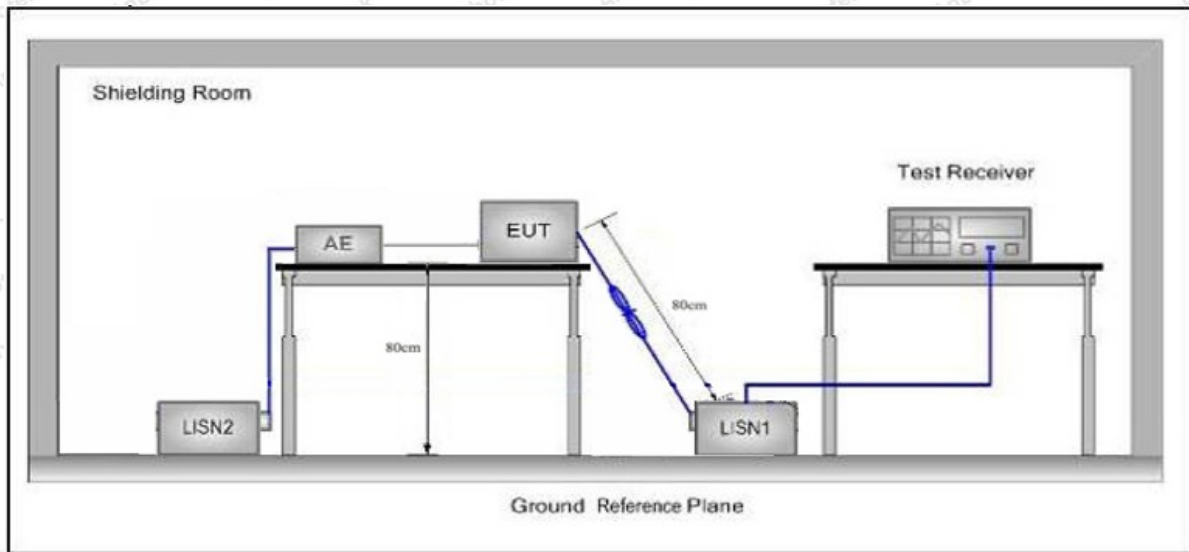 Shielding Room
Test Receiver
EUT
AE
80cm
80cm
LISN2
LISN1
Ground Reference Plane